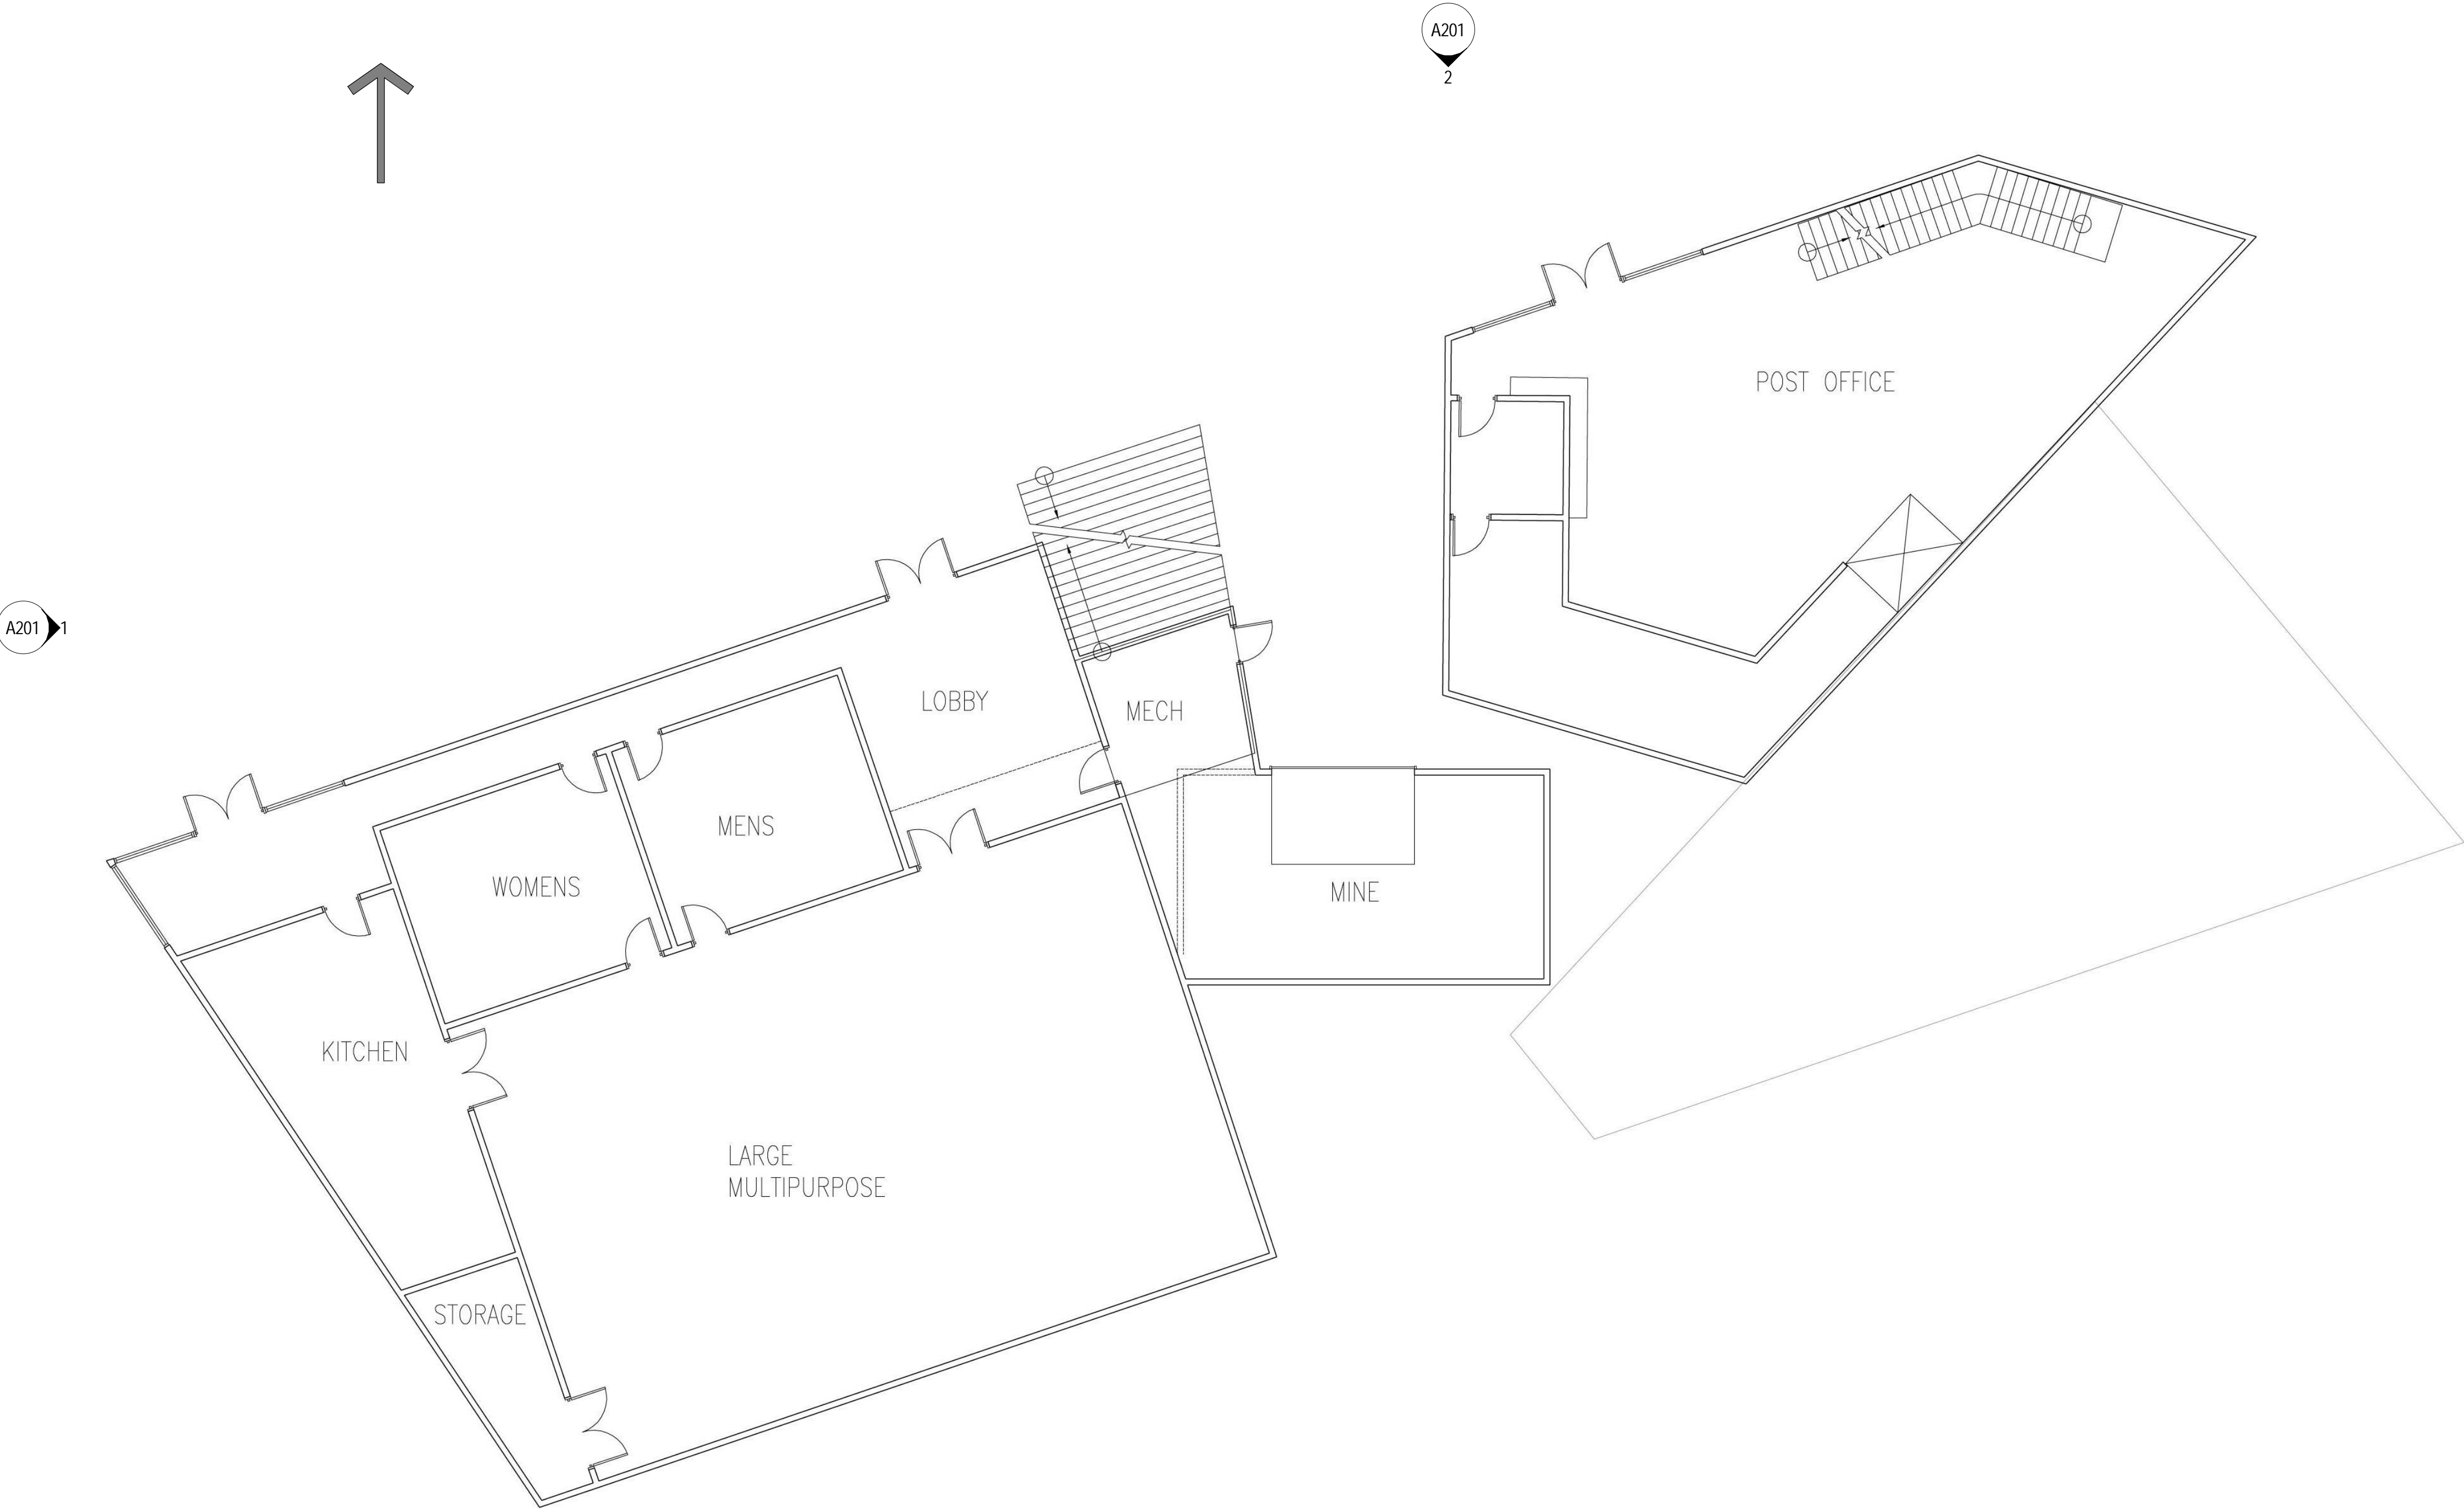 A201
2
POST OFFICE
A201 1
LOBBY
MECH
MENS
WOMENS
MINE
KITCHEN
LARGE
MULTIPURPOSE
STORAGE